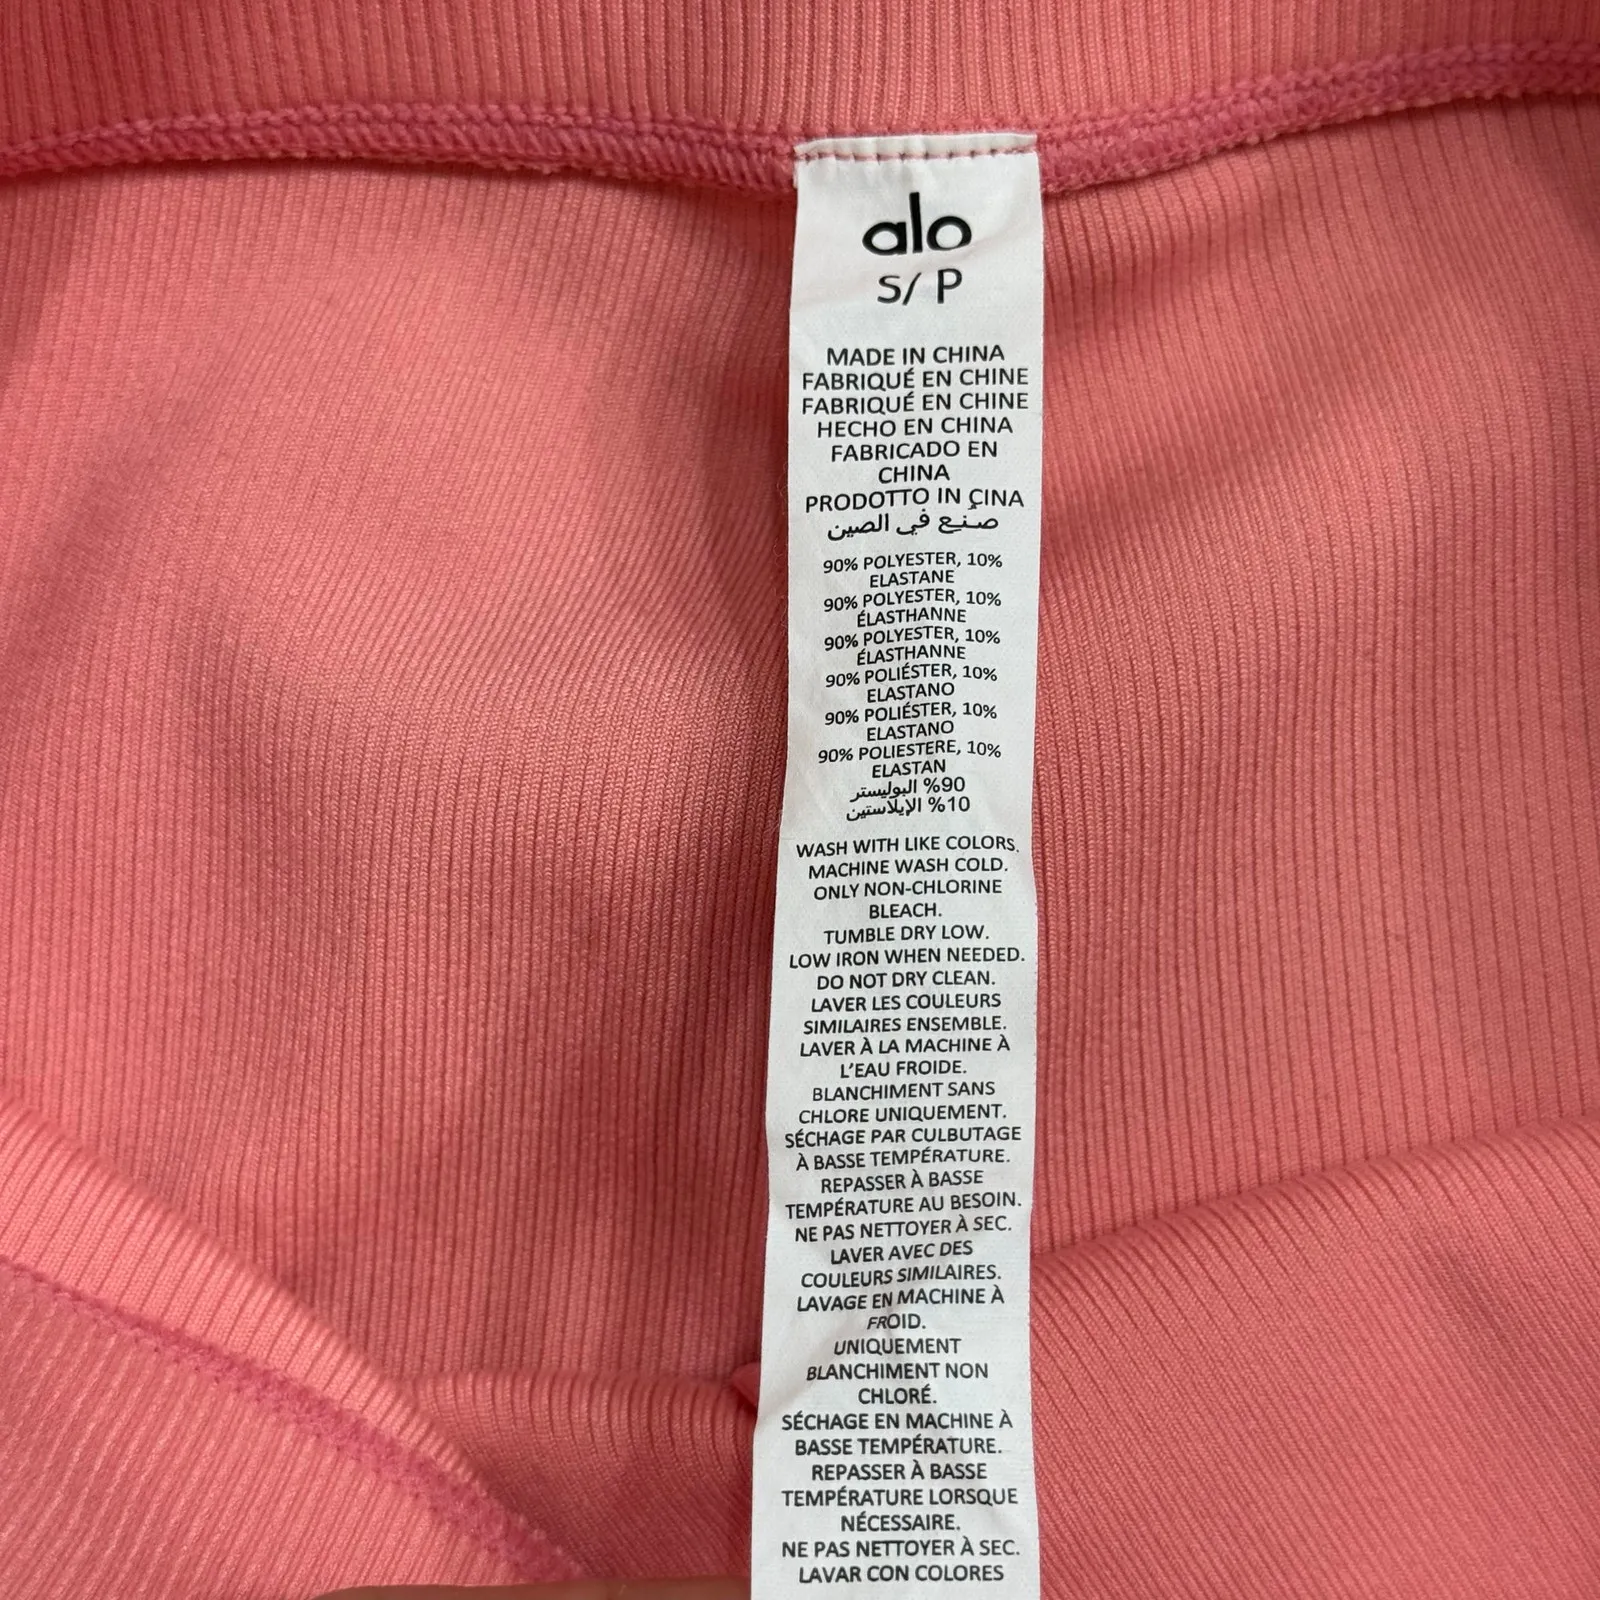 alo
S/ P
MADE IN CHINA
FABRIQUÉ EN CHINE
FABRIQUÉ EN CHINE
HECHO EN CHINA
FABRICADO EN
CHINA
PRODOTTO IN CINA
صُنع في الصين
90% POLYESTER, 10%
ELASTANE
90% POLYESTER, 10%
ÉLASTHANNE
90% POLYESTER, 10%
ÉLASTHANNE
90% POLIÉSTER, 10%
ELASTANO
90% POLIÉSTER, 10%
ELASTANO
90% POLIESTERE, 10%
ELASTAN
90% البوليستر
10% الإيلاستين
WASH WITH LIKE COLORS.
MACHINE WASH COLD.
ONLY NON-CHLORINE
BLEACH.
TUMBLE DRY LOW.
LOW IRON WHEN NEEDED.
DO NOT DRY CLEAN.
LAVER LES COULEURS
SIMILAIRES ENSEMBLE.
LAVER À LA MACHINE À
L'EAU FROIDE.
BLANCHIMENT SANS
CHLORE UNIQUEMENT.
SÉCHAGE PAR CULBUTAGE
À BASSE TEMPÉRATURE.
REPASSER À BASSE
TEMPÉRATURE AU BESOIN.
NE PAS NETTOYER À SEC.
LAVER AVEC DES
COULEURS SIMILAIRES.
LAVAGE EN MACHINE À
FROID.
UNIQUEMENT
BLANCHIMENT NON
CHLORÉ.
SÉCHAGE EN MACHINE À
BASSE TEMPÉRATURE.
REPASSER À BASSE
TEMPÉRATURE LORSQUE
NÉCESSAIRE.
NE PAS NETTOYER À SEC.
LAVAR CON COLORES